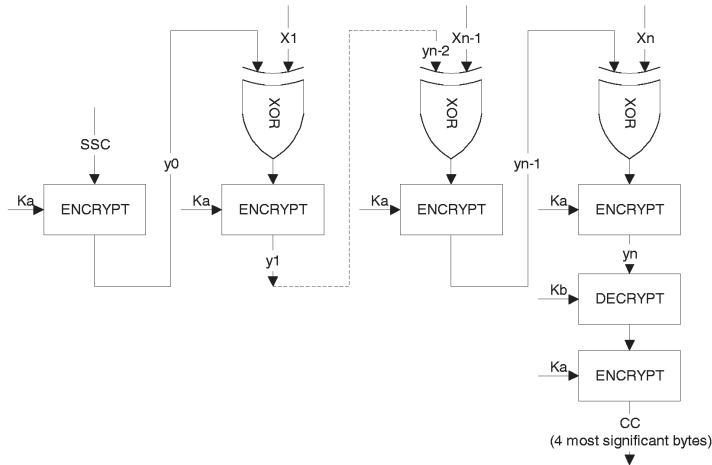 X1
Xn-1
Xn
yn-2
XOR
XOR
XOR
SSC
y0
yn-1
Ka
ENCRYPT
Ka
ENCRYPT
Ka
ENCRYPT
Ka
ENCRYPT
y1
yn
Kb
DECRYPT
Ka
ENCRYPT
CC
(4 most significant bytes)